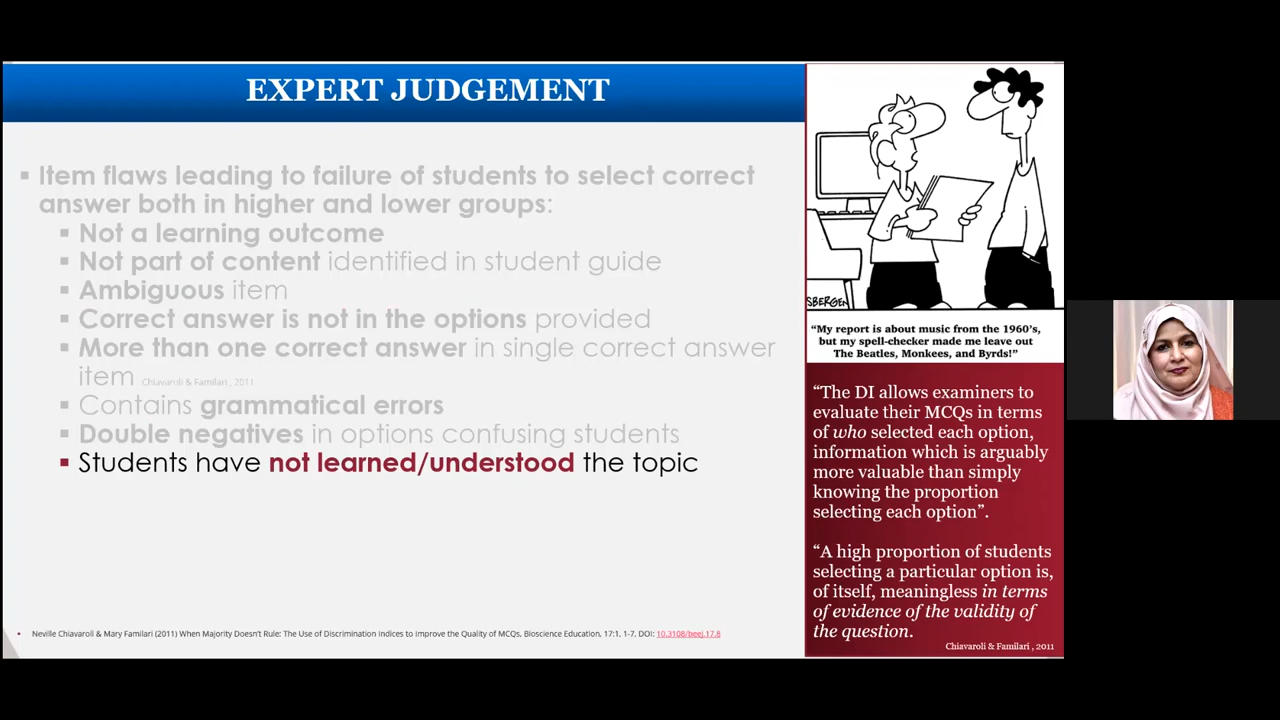 EXPERT JUDGEMENT
▪ Item flaws leading to failure of students to select correct
answer both in higher and lower groups:
▪ Not a learning outcome
▪ Not part of content identified in student guide
▪ Ambiguous item
▪ Correct answer is not in the options provided
▪ More than one correct answer in single correct answer
item Chiavaroli & Familari , 2011
▪ Contains grammatical errors
▪ Double negatives in options confusing students
▪ Students have not learned/understood the topic
• Neville Chiavaroli & Mary Familari (2011) When Majority Doesn't Rule: The Use of Discrimination Indices to Improve the Quality of MCQs, Bioscience Education, 17:1, 1-7, DOI: 10.3108/beej.17.8
SBERGEN
“My report is about music from the 1960’s,
but my spell-checker made me leave out
The Beatles, Monkees, and Byrds!”
“The DI allows examiners to
evaluate their MCQs in terms
of who selected each option,
information which is arguably
more valuable than simply
knowing the proportion
selecting each option”.
“A high proportion of students
selecting a particular option is,
of itself, meaningless in terms
of evidence of the validity of
the question.
Chiavaroli & Familari , 2011